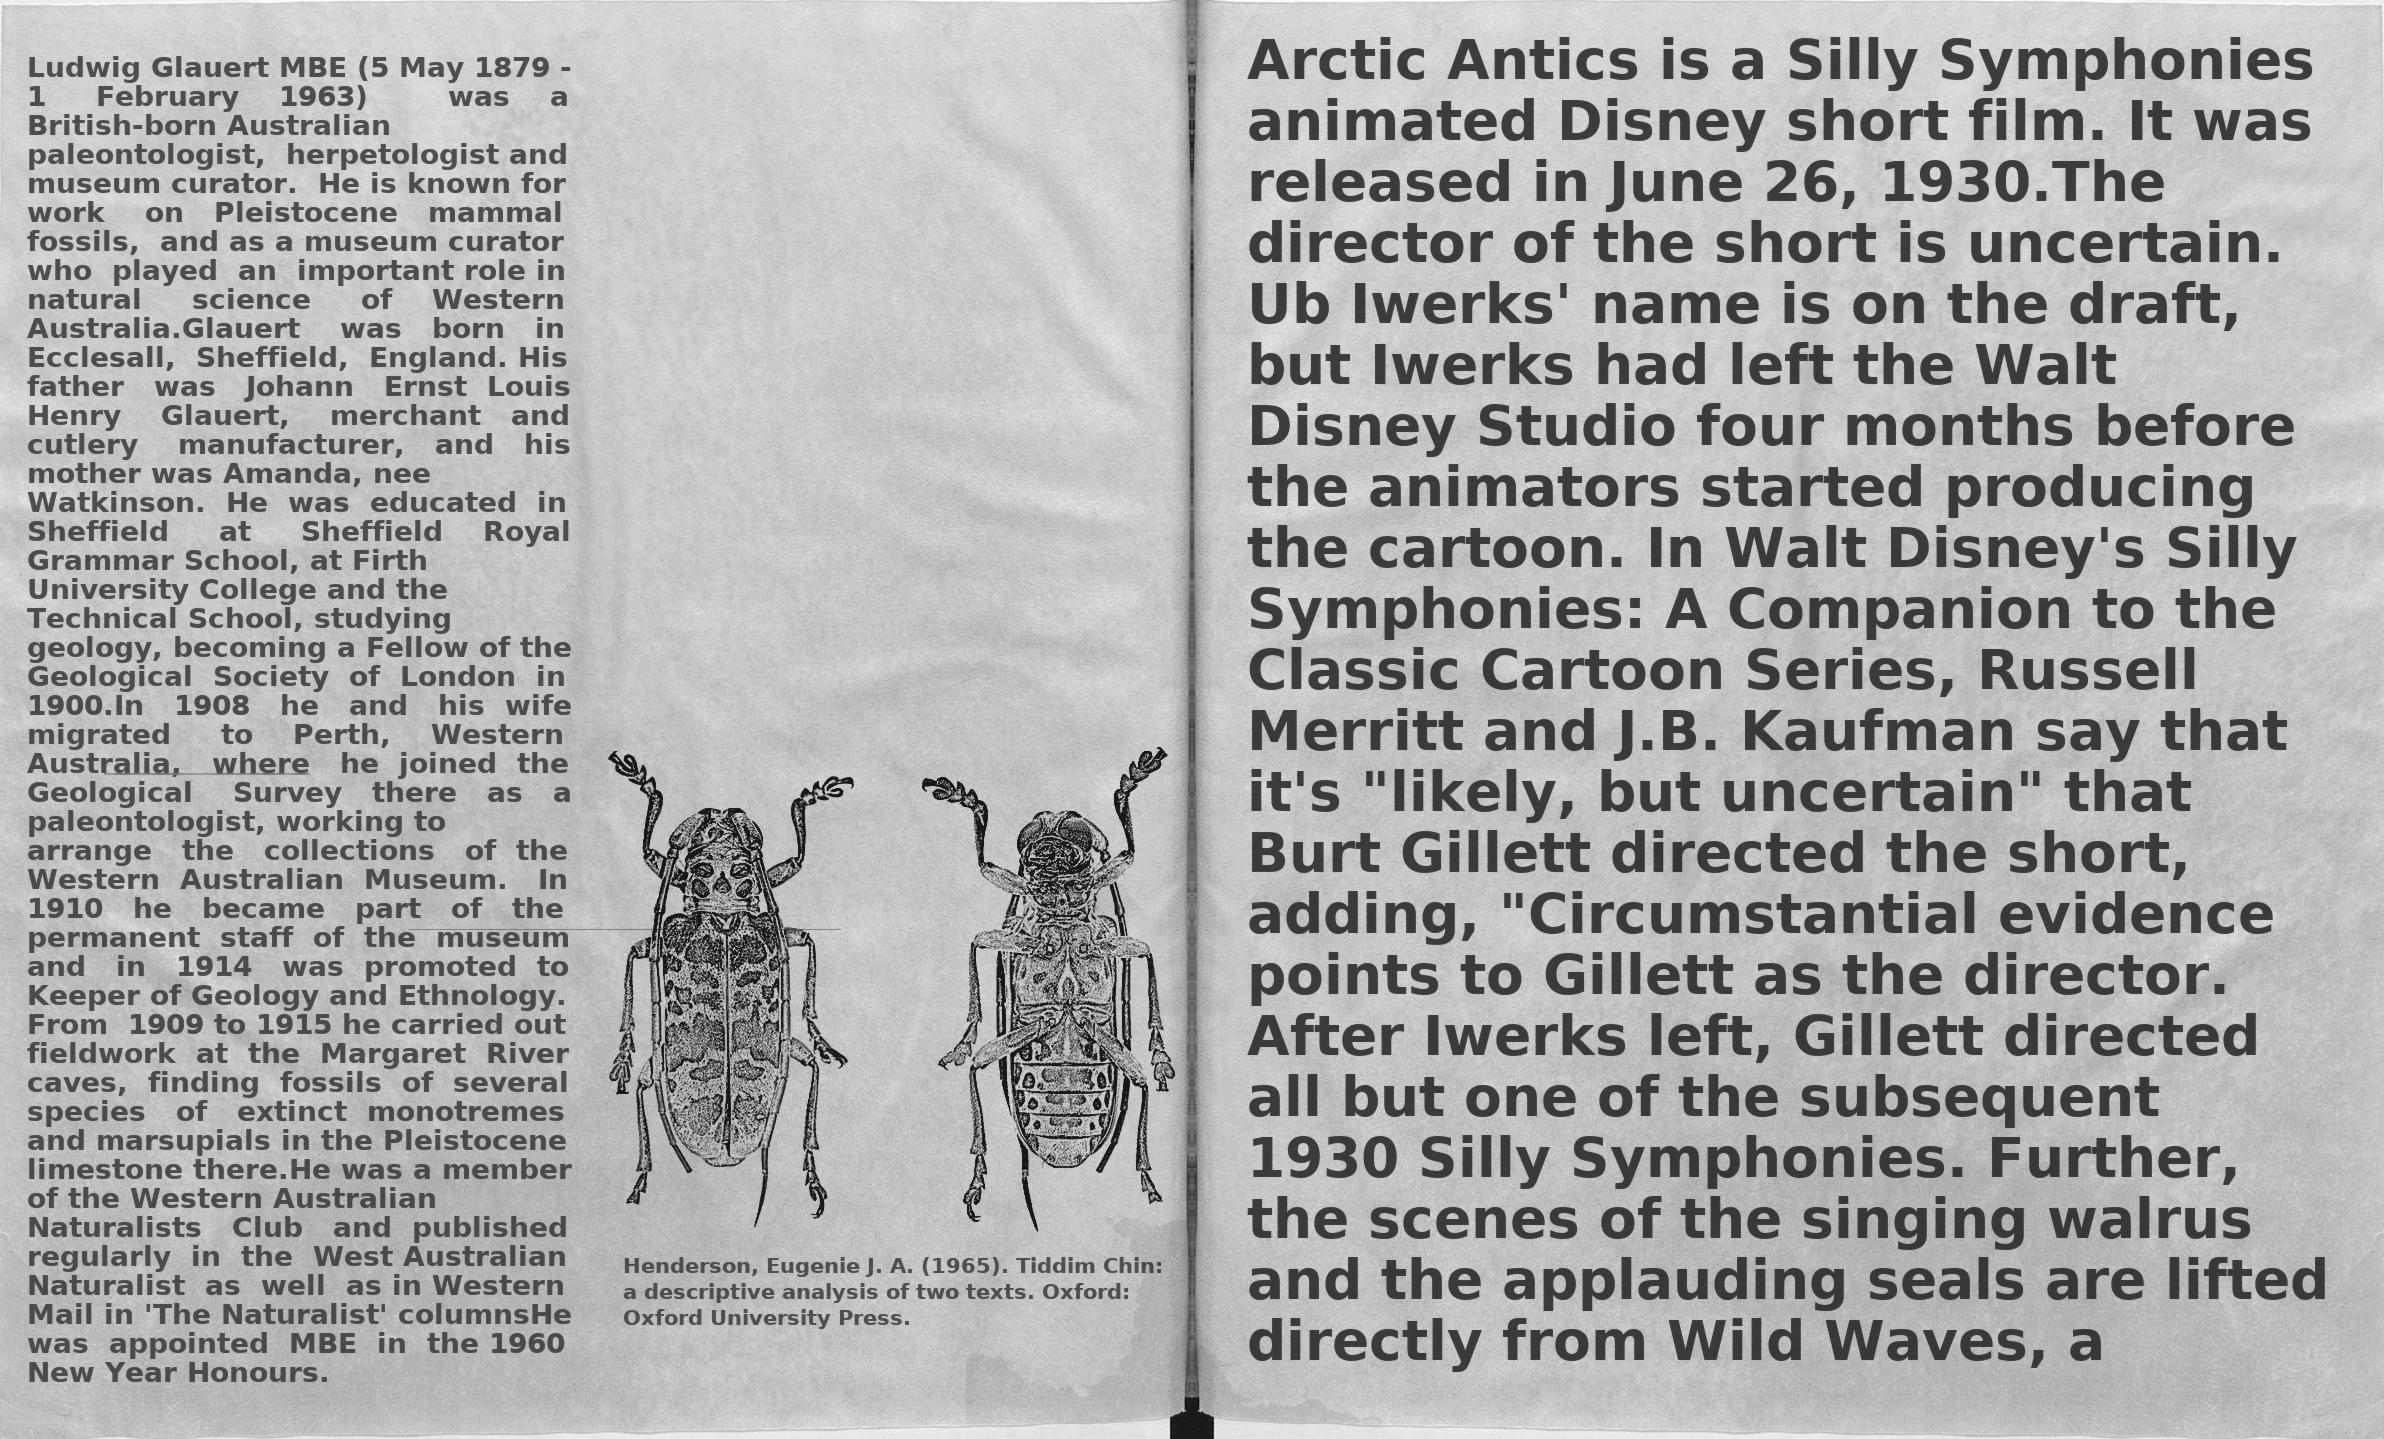 Ludwig Glauert MBE (5 May 1879 -
1 February 1963) was a
British-born Australian
paleontologist, herpetologist and
museum curator. He is known for
work on Pleistocene mammal
fossils, and as a museum curator
who played an important role in
natural science of Western
Australia.Glauert was born in
Ecclesall, Sheffield, England. His
father was Johann Ernst Louis
Henry Glauert, merchant and
cutlery manufacturer, and his
mother was Amanda, nee
Watkinson. He was educated in
Sheffield at Sheffield Royal
Grammar School, at Firth
University College and the
Technical School, studying
geology, becoming a Fellow of the
Geological Society of London in
1900.In 1908 he and his wife
migrated to Perth, Western
Australia, where he joined the
Geological Survey there as a
paleontologist, working to
arrange the collections of the
Western Australian Museum. In
1910 he became part of the
permanent staff of the museum
and in 1914 was promoted to
Keeper of Geology and Ethnology.
From 1909 to 1915 he carried out
fieldwork at the Margaret River
caves, finding fossils of several
species of extinct monotremes
and marsupials in the Pleistocene
limestone there.He was a member
of the Western Australian
Naturalists Club and published
regularly in the West Australian
Naturalist as well as in Western
Mail in 'The Naturalist' columnsHe
was appointed MBE in the 1960
New Year Honours.
Henderson, Eugenie J. A. (1965). Tiddim Chin:
a descriptive analysis of two texts. Oxford:
Oxford University Press.
Arctic Antics is a Silly Symphonies
animated Disney short film. It was
released in June 26, 1930.The
director of the short is uncertain.
Ub Iwerks' name is on the draft,
but Iwerks had left the Walt
Disney Studio four months before
the animators started producing
the cartoon. In Walt Disney's Silly
Symphonies: A Companion to the
Classic Cartoon Series, Russell
Merritt and J.B. Kaufman say that
it's "likely, but uncertain" that
Burt Gillett directed the short,
adding, "Circumstantial evidence
points to Gillett as the director.
After Iwerks left, Gillett directed
all but one of the subsequent
1930 Silly Symphonies. Further,
the scenes of the singing walrus
and the applauding seals are lifted
directly from Wild Waves, a